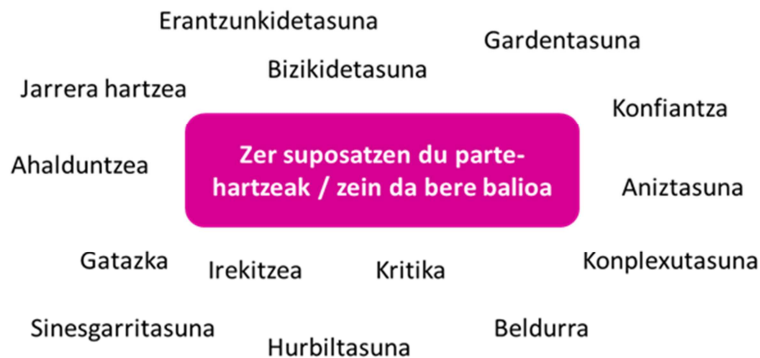 Erantzunkidetasuna
Gardentasuna
Bizikidetasuna
Jarrera hartzea
Konfiantza
Zer suposatzen du parte-
hartzeak / zein da bere balioa
Ahalduntzea
Aniztasuna
Gatazka
Irekitzea
Kritika
Konplexutasuna
Sinesgarritasuna
Hurbiltasuna
Beldurra